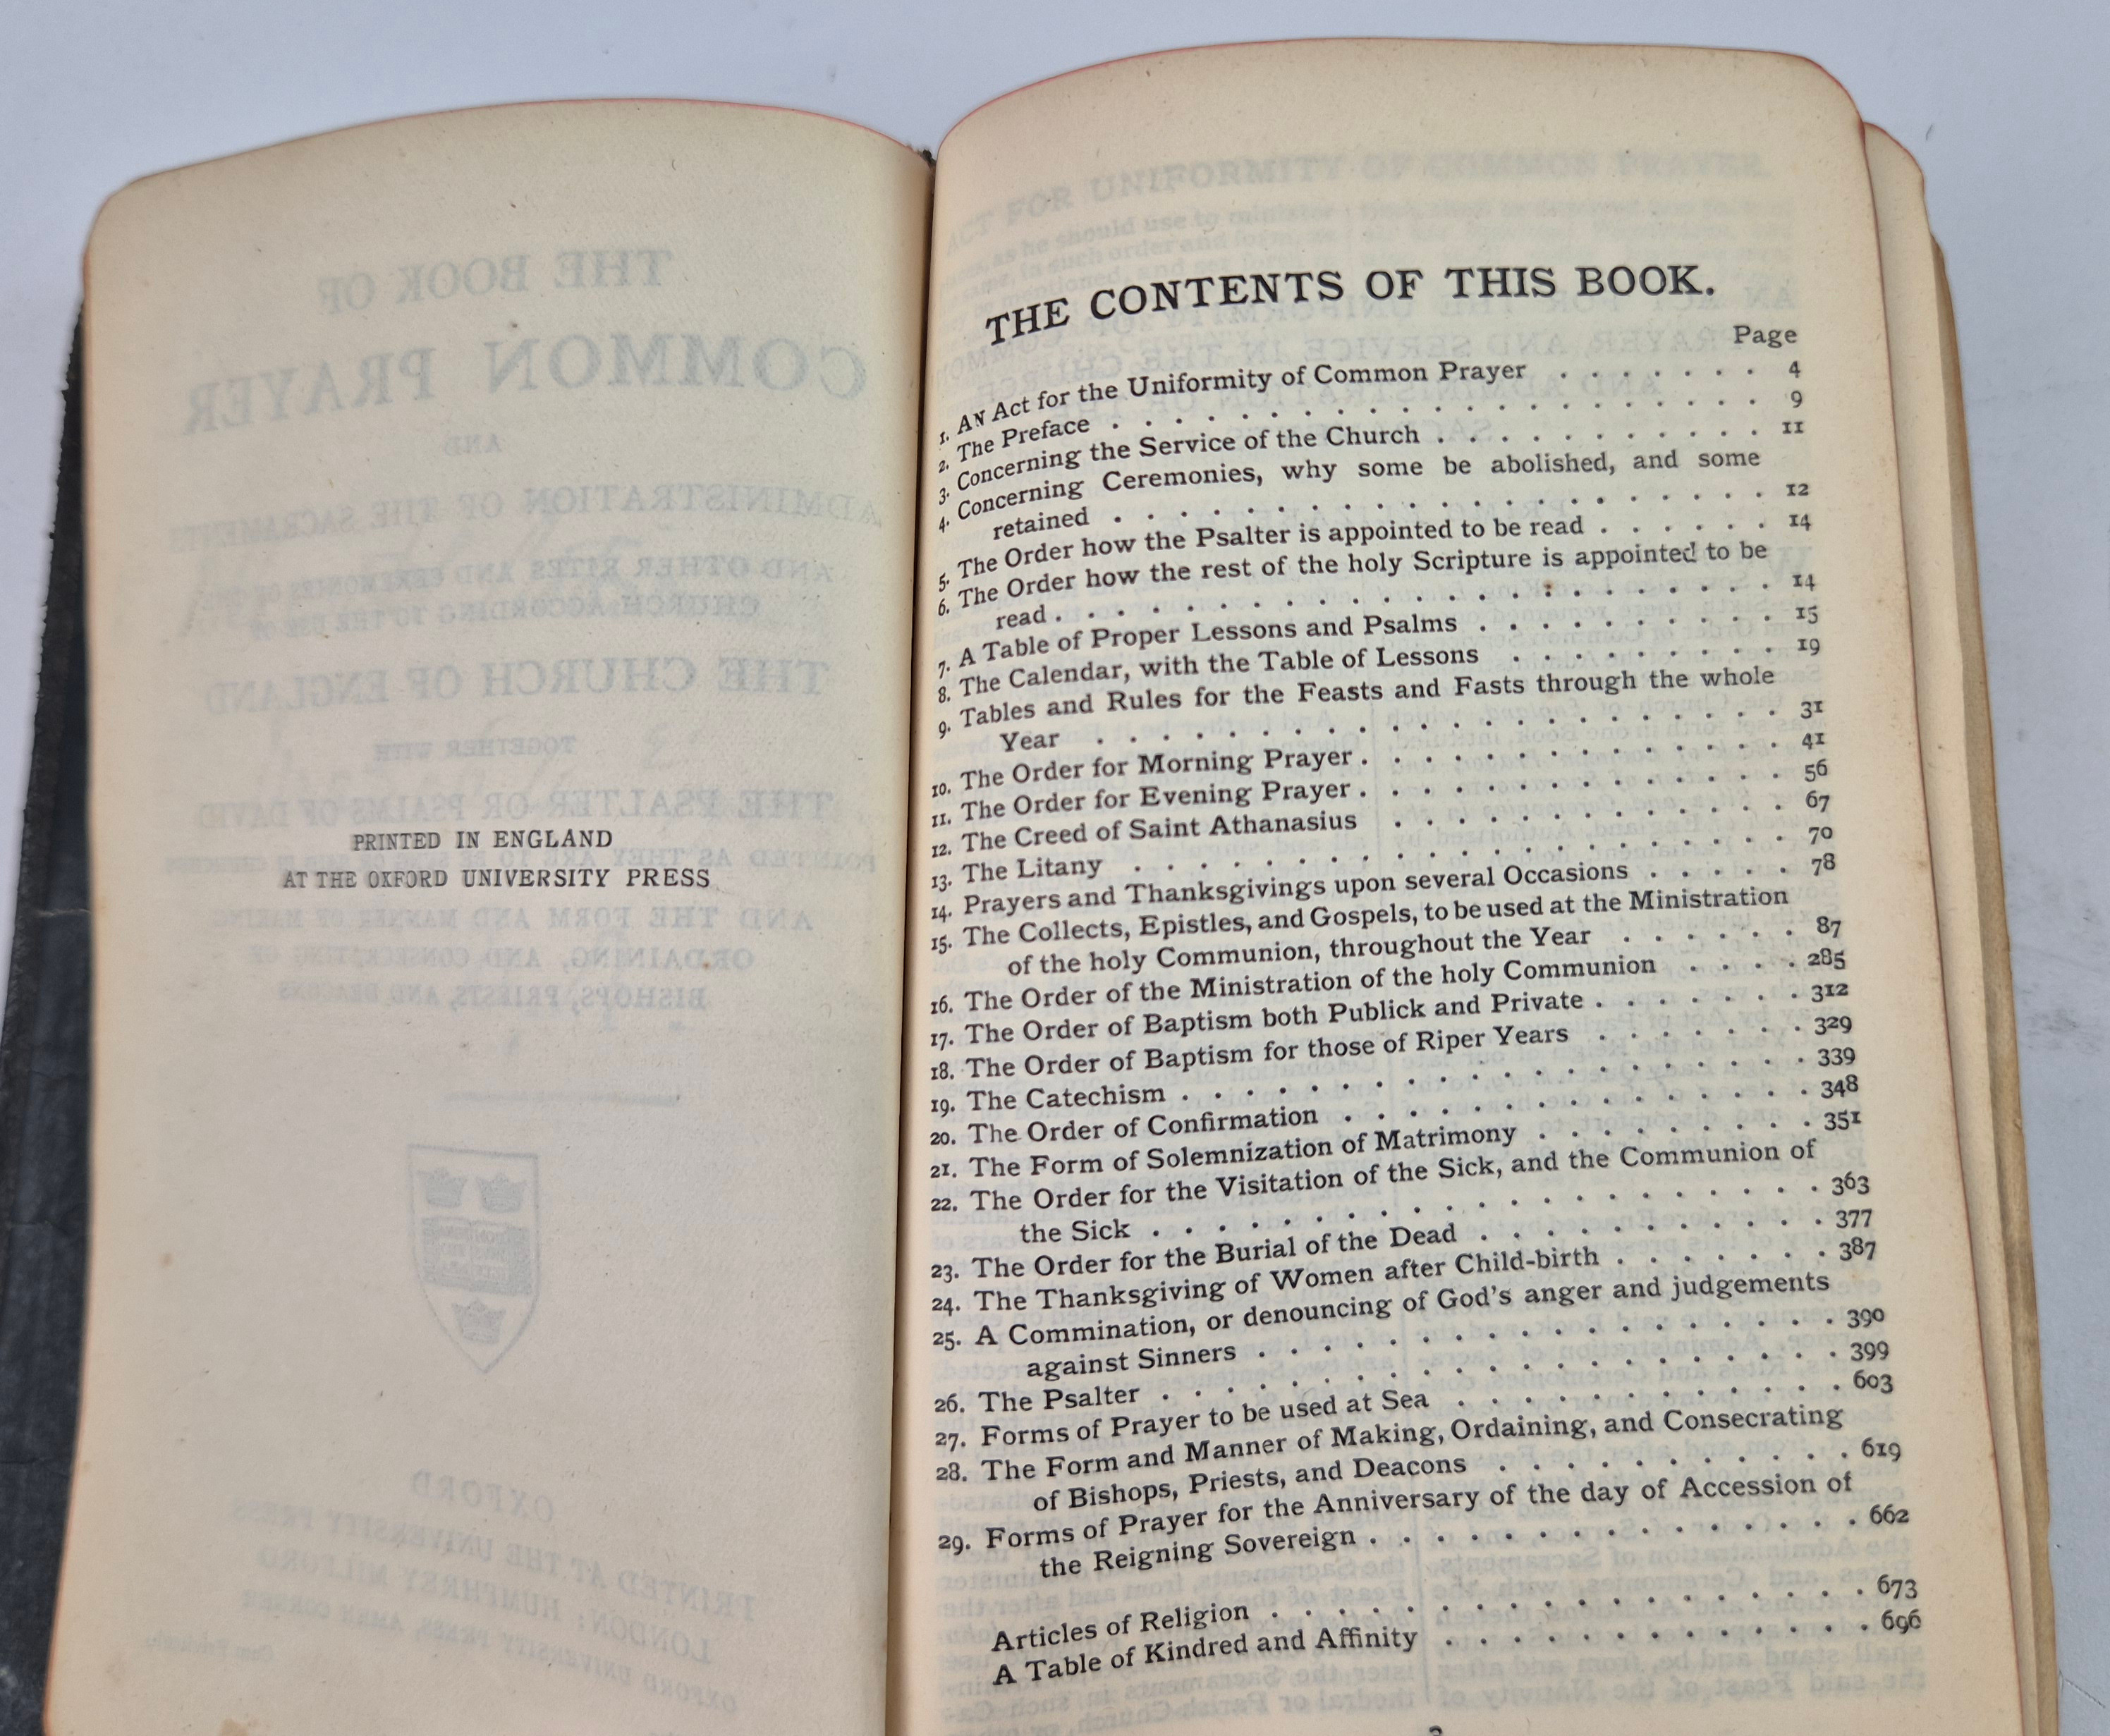 PRINTED IN ENGLAND
AT THE OXFORD UNIVERSITY PRESS
THE CONTENTS OF THIS BOOK.
Page
1. AN Act for the Uniformity of Common Prayer . . . . . . . 4
2. The Preface . . . . . . . . . . . . . . . . . . . 9
3. Concerning the Service of the Church . . . . . . . . . . . 11
4. Concerning Ceremonies, why some be abolished, and some
retained . . . . . . . . . . . . . . . . . . . 12
5. The Order how the Psalter is appointed to be read . . . . . . 14
6. The Order how the rest of the holy Scripture is appointed to be
read . . . . . . . . . . . . . . . . . . . . 14
7. A Table of Proper Lessons and Psalms . . . . . . . . . . 15
8. The Calendar, with the Table of Lessons . . . . . . . . . 19
9. Tables and Rules for the Feasts and Fasts through the whole
Year . . . . . . . . . . . . . . . . . . . 31
10. The Order for Morning Prayer . . . . . . . . . . . . . 41
11. The Order for Evening Prayer . . . . . . . . . . . . . 56
12. The Creed of Saint Athanasius . . . . . . . . . . . . 67
13. The Litany . . . . . . . . . . . . . . . . . . . 70
14. Prayers and Thanksgivings upon several Occasions . . . . . 78
15. The Collects, Epistles, and Gospels, to be used at the Ministration
of the holy Communion, throughout the Year . . . . . . 87
16. The Order of the Ministration of the holy Communion . . . . 285
17. The Order of Baptism both Publick and Private . . . . . . . 312
18. The Order of Baptism for those of Riper Years . . . . . . . 329
19. The Catechism . . . . . . . . . . . . . . . . . . 339
20. The Order of Confirmation . . . . . . . . . . . . . . 348
21. The Form of Solemnization of Matrimony . . . . . . . . . 351
22. The Order for the Visitation of the Sick, and the Communion of
the Sick . . . . . . . . . . . . . . . . . . 363
23. The Order for the Burial of the Dead . . . . . . . . . . . 377
24. The Thanksgiving of Women after Child-birth . . . . . . . 387
25. A Commination, or denouncing of God's anger and judgements
against Sinners . . . . . . . . . . . . . . . . 390
26. The Psalter . . . . . . . . . . . . . . . . . . . 399
27. Forms of Prayer to be used at Sea . . . . . . . . . . . . 603
28. The Form and Manner of Making, Ordaining, and Consecrating
of Bishops, Priests, and Deacons . . . . . . . . . . 619
29. Forms of Prayer for the Anniversary of the day of Accession of
the Reigning Sovereign . . . . . . . . . . . . . . . 662
Articles of Religion . . . . . . . . . . . . . . . . . 673
A Table of Kindred and Affinity . . . . . . . . . . . . . 696